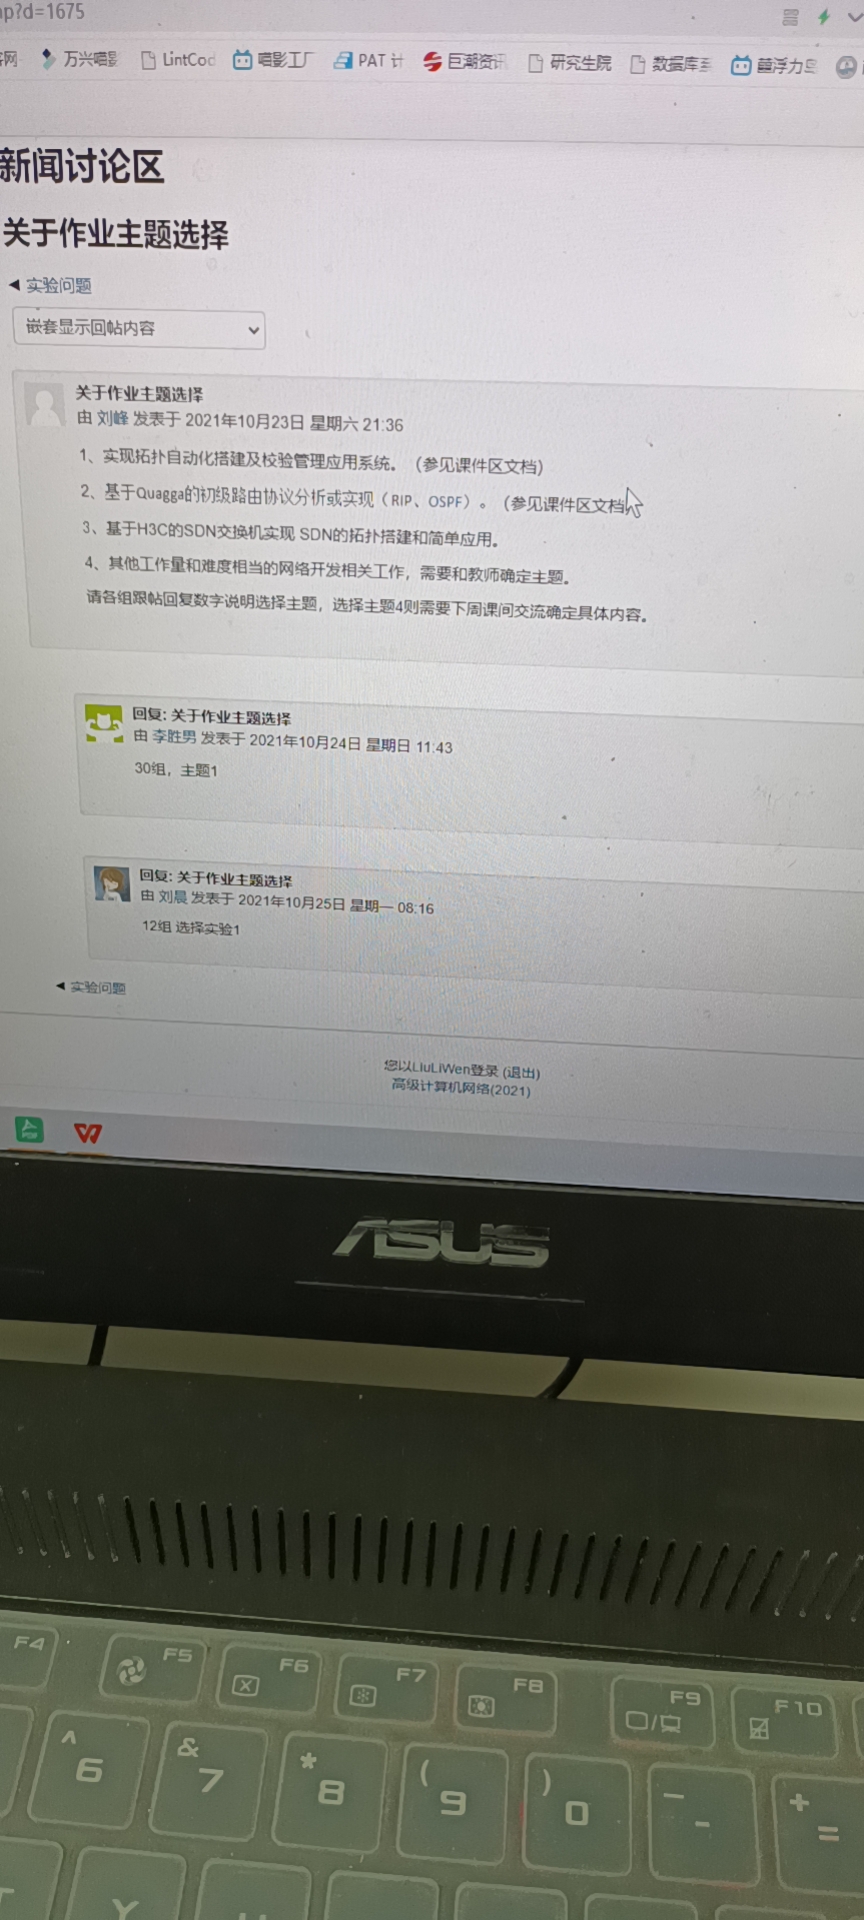 p?d=1675
网 万兴喵影 LintCod 喵影工厂 PAT 计 巨潮资讯 研究生院 数据库系 蓝浮力岛
新闻讨论区
关于作业主题选择
◀ 实验问题
嵌套显示回帖内容
关于作业主题选择
由 刘峰 发表于 2021年10月23日 星期六 21:36
1、实现拓扑自动化搭建及校验管理应用系统。（参见课件区文档）
2、基于Quagga的初级路由协议分析或实现（RIP、OSPF）。（参见课件区文档
3、基于H3C的SDN交换机实现 SDN的拓扑搭建和简单应用。
4、其他工作量和难度相当的网络开发相关工作，需要和教师确定主题。
请各组跟帖回复数字说明选择主题，选择主题4则需要下周课间交流确定具体内容。
回复: 关于作业主题选择
由 李胜男 发表于 2021年10月24日 星期日 11:43
30组，主题1
回复: 关于作业主题选择
由 刘晨 发表于 2021年10月25日 星期一 08:16
12组 选择实验1
◀ 实验问题
您以LiuLiWen登录 (退出)
高级计算机网络(2021)
PDF
ASUS
F4 F5 F6 F7 F8 F9 F10
^ & * ( ) — +
6 7 8 9 0 - =
T Y U